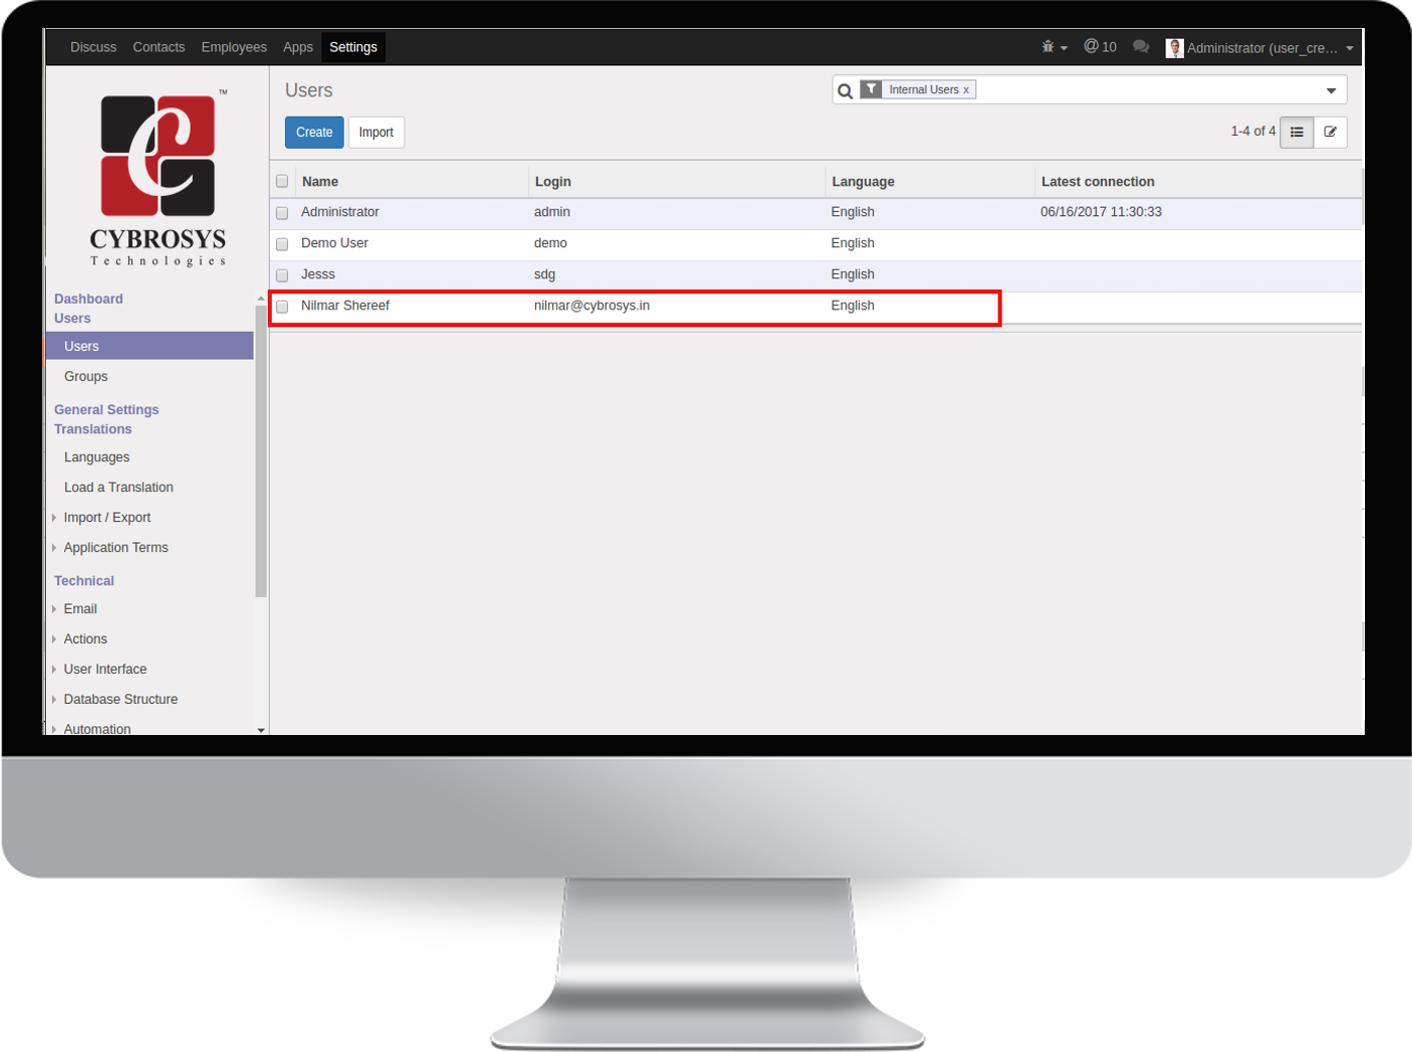 Discuss Contacts Employees Apps Settings @ 10 Administrator (user_cre...
CYBROSYS ™
Technologies
Dashboard
Users
Users
Groups
General Settings
Translations
Languages
Load a Translation
Import / Export
Application Terms
Technical
Email
Actions
User Interface
Database Structure
Automation
Users
Internal Users x
Create Import 1-4 of 4
Name Login Language Latest connection
Administrator admin English 06/16/2017 11:30:33
Demo User demo English
Jesss sdg English
Nilmar Shereef nilmar@cybrosys.in English